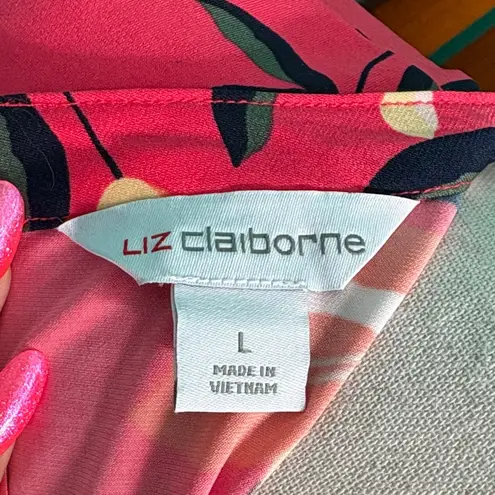 LIZ claiborne
L
MADE IN
VIETNAM